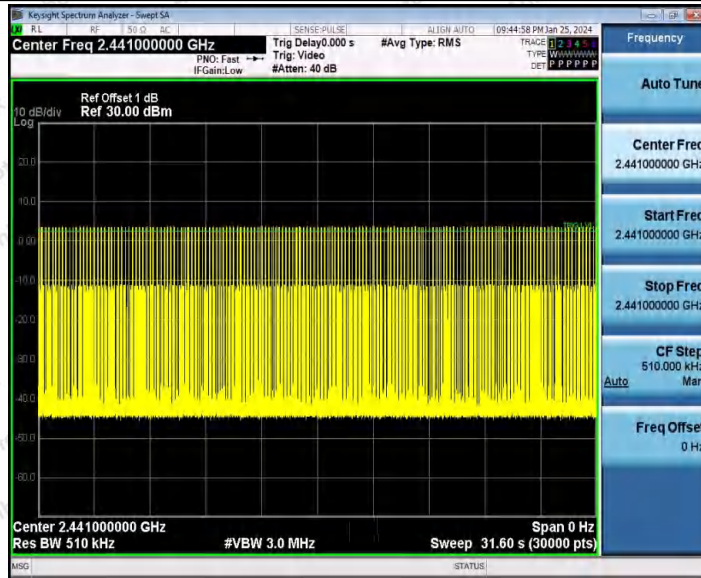 Keysight Spectrum Analyzer - Swept SA
RL RF 50 Ω AC SENSE:PULSE ALIGN AUTO 09:44:58 PM Jan 25, 2024
Center Freq 2.441000000 GHz Trig Delay0.000 s #Avg Type: RMS TRACE 1 2 3 4 5 6
PNO: Fast Trig: Video TYPE WWWWWW
IFGain:Low #Atten: 40 dB DET P P P P P P
Ref Offset 1 dB
10 dB/div Ref 30.00 dBm
Log
20.0
10.0
0.00
-10.0
-20.0
-30.0
-40.0
-50.0
-60.0
TRIG LVL
Center 2.441000000 GHz Span 0 Hz
Res BW 510 kHz #VBW 3.0 MHz Sweep 31.60 s (30000 pts)
MSG STATUS
Frequency
Auto Tune
Center Freq
2.441000000 GHz
Start Freq
2.441000000 GHz
Stop Freq
2.441000000 GHz
CF Step
510.000 kHz
Auto Man
Freq Offset
0 Hz